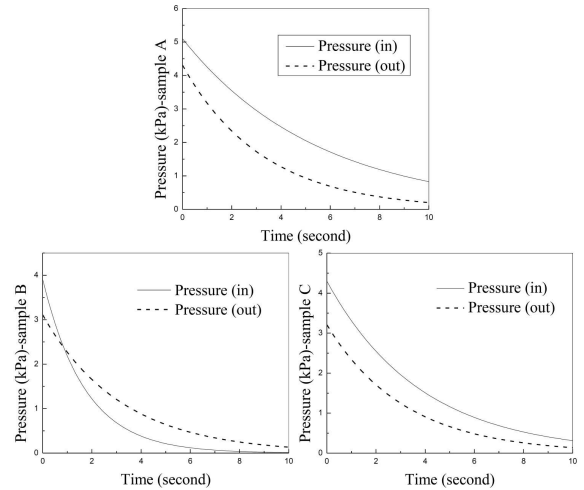 Pressure (kPa)-sample A
6
5
4
3
2
1
0
Pressure (in)
Pressure (out)
0 2 4 6 8 10
Time (second)
Pressure (kPa)-sample B
4
3
2
1
0
Pressure (in)
Pressure (out)
0 2 4 6 8 10
Time (second)
Pressure (kPa)-sample C
5
4
3
2
1
0
Pressure (in)
Pressure (out)
0 2 4 6 8 10
Time (second)